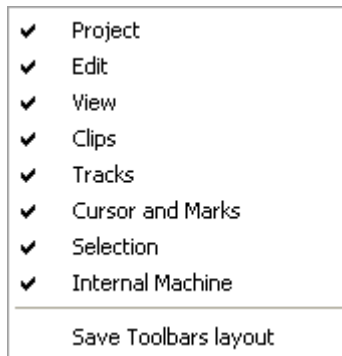 Project
Edit
View
Clips
Tracks
Cursor and Marks
Selection
Internal Machine
Save Toolbars layout